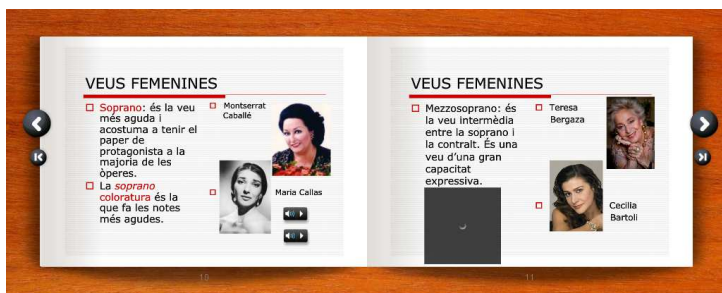 VEUS FEMENINES
Soprano: és la veu
més aguda i
acostuma a tenir el
paper de
protagonista a la
majoria de les
òperes.
La soprano
coloratura és la
que fa les notes
més agudes.
Montserrat
Caballé
Maria Callas
10
VEUS FEMENINES
Mezzosoprano: és
la veu intermèdia
entre la soprano i
la contralt. És una
veu d'una gran
capacitat
expressiva.
Teresa
Bergaza
Cecilia
Bartoli
11